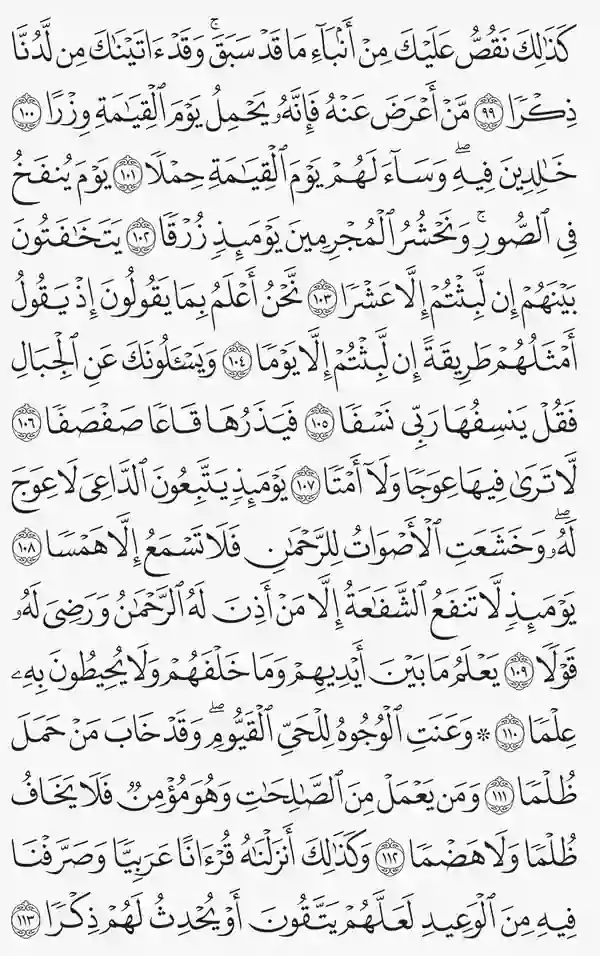 كَذَٰلِكَ نَقُصُّ عَلَيْكَ مِنْ أَنۢبَآءِ مَا قَدْ سَبَقَۚ وَقَدْ ءَاتَيْنَٰكَ مِن لَّدُنَّا
ذِكْرًا ٩٩ مَّنْ أَعْرَضَ عَنْهُ فَإِنَّهُۥ يَحْمِلُ يَوْمَ ٱلْقِيَٰمَةِ وِزْرًا ١٠٠
خَٰلِدِينَ فِيهِۖ وَسَآءَ لَهُمْ يَوْمَ ٱلْقِيَٰمَةِ حِمْلًا ١٠١ يَوْمَ يُنفَخُ
فِى ٱلصُّورِۚ وَنَحْشُرُ ٱلْمُجْرِمِينَ يَوْمَئِذٍ زُرْقًا ١٠٢ يَتَخَٰفَتُونَ
بَيْنَهُمْ إِن لَّبِثْتُمْ إِلَّا عَشْرًا ١٠٣ نَّحْنُ أَعْلَمُ بِمَا يَقُولُونَ إِذْ يَقُولُ
أَمْثَلُهُمْ طَرِيقَةً إِن لَّبِثْتُمْ إِلَّا يَوْمًا ١٠٤ وَيَسْـَٔلُونَكَ عَنِ ٱلْجِبَالِ
فَقُلْ يَنسِفُهَا رَبِّى نَسْفًا ١٠٥ فَيَذَرُهَا قَاعًا صَفْصَفًا ١٠٦
لَّا تَرَىٰ فِيهَا عِوَجًا وَلَآ أَمْتًا ١٠٧ يَوْمَئِذٍ يَتَّبِعُونَ ٱلدَّاعِىَ لَا عِوَجَ
لَهُۥۖ وَخَشَعَتِ ٱلْأَصْوَاتُ لِلرَّحْمَٰنِ فَلَا تَسْمَعُ إِلَّا هَمْسًا ١٠٨
يَوْمَئِذٍ لَّا تَنفَعُ ٱلشَّفَٰعَةُ إِلَّا مَنْ أَذِنَ لَهُ ٱلرَّحْمَٰنُ وَرَضِىَ لَهُۥ
قَوْلًا ١٠٩ يَعْلَمُ مَا بَيْنَ أَيْدِيهِمْ وَمَا خَلْفَهُمْ وَلَا يُحِيطُونَ بِهِۦ
عِلْمًا ١١٠ ۞ وَعَنَتِ ٱلْوُجُوهُ لِلْحَىِّ ٱلْقَيُّومِۖ وَقَدْ خَابَ مَنْ حَمَلَ
ظُلْمًا ١١١ وَمَن يَعْمَلْ مِنَ ٱلصَّٰلِحَٰتِ وَهُوَ مُؤْمِنٌ فَلَا يَخَافُ
ظُلْمًا وَلَا هَضْمًا ١١٢ وَكَذَٰلِكَ أَنزَلْنَٰهُ قُرْءَانًا عَرَبِيًّا وَصَرَّفْنَا
فِيهِ مِنَ ٱلْوَعِيدِ لَعَلَّهُمْ يَتَّقُونَ أَوْ يُحْدِثُ لَهُمْ ذِكْرًا ١١٣